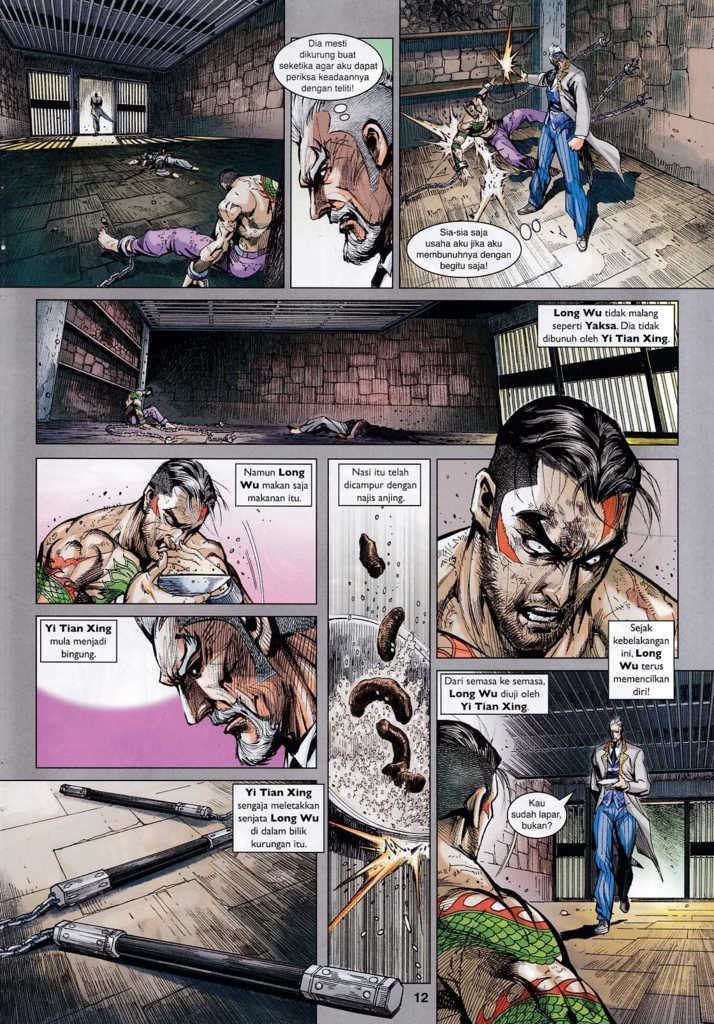 Dia mesti
dikurung buat
seketika agar aku dapat
periksa keadaannya
dengan teliti!
Sia-sia saja
usaha aku jika aku
membunuhnya dengan
begitu saja!
Long Wu tidak malang
seperti Yaksa. Dia tidak
dibunuh oleh Yi Tian Xing.
Namun Long
Wu makan saja
makanan itu.
Nasi itu telah
dicampur dengan
najis anjing.
Yi Tian Xing
mula menjadi
bingung.
Sejak
kebelakangan
ini, Long
Wu terus
memencilkan
diri!
Dari semasa ke semasa,
Long Wu diuji oleh
Yi Tian Xing.
Yi Tian Xing
sengaja meletakkan
senjata Long Wu
di dalam bilik
kurungan itu.
Kau
sudah lapar,
bukan?
12